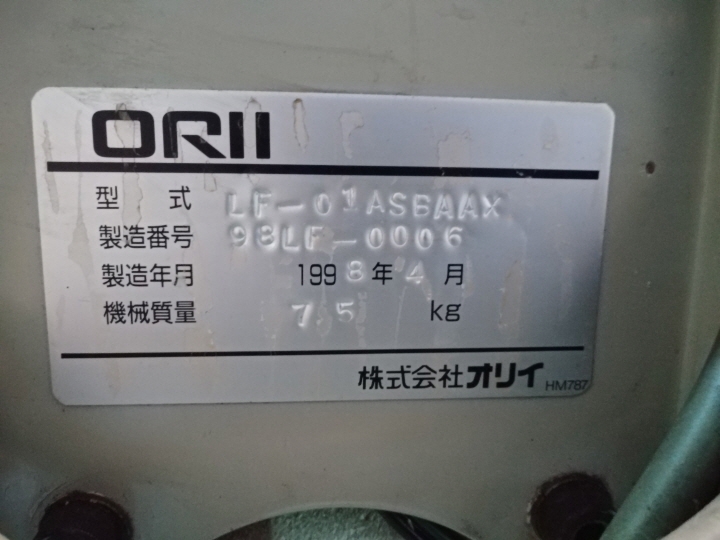 ORII
型 式 LF-01ASBAAX
製造番号 98LF-0006
製造年月 1998年 4 月
機械質量 75 kg
株式会社オリイ HM787